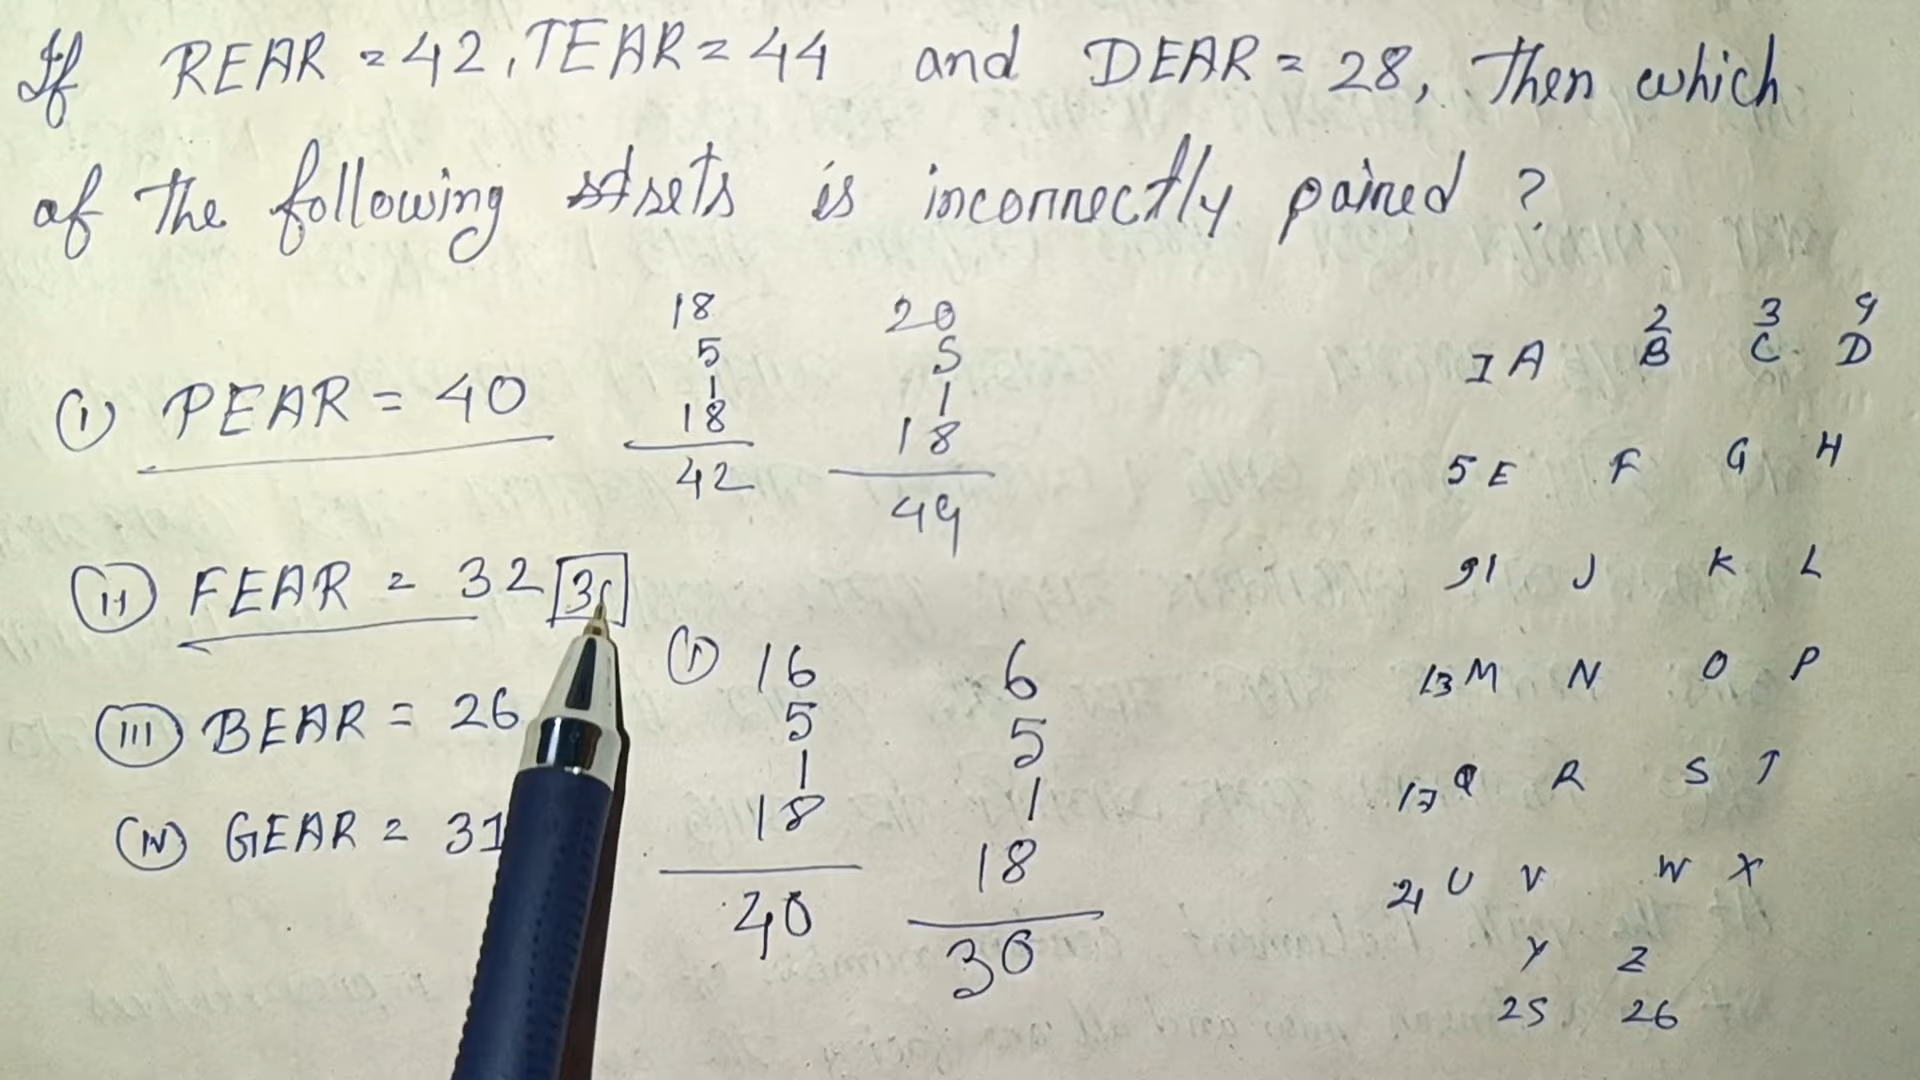 If REAR = 42, TEAR = 44 and DEAR = 28, Then which
of the following sets is incorrectly paired ?
(I) PEAR = 40
18
5
1
18
42
20
5
1
18
44
(II) FEAR = 32
(III) BEAR = 26
(IV) GEAR = 31
(I) 16
5
1
18
40
6
5
1
18
30
2 3 4
1 A B C D
5 E F G H
9 I J K L
13 M N O P
17 Q R S T
21 U V W X
Y Z
25 26